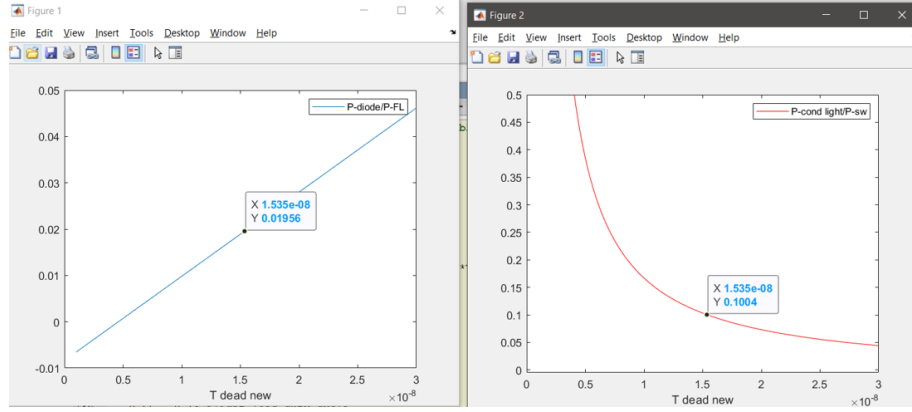 Figure 1
File Edit View Insert Tools Desktop Window Help
P-diode/P-FL
X 1.535e-08
Y 0.01956
0.05
0.04
0.03
0.02
0.01
0
-0.01
0 0.5 1 1.5 2 2.5 3
T dead new
×10⁻⁸
Figure 2
File Edit View Insert Tools Desktop Window Help
P-cond light/P-sw
X 1.535e-08
Y 0.1004
0.5
0.45
0.4
0.35
0.3
0.25
0.2
0.15
0.1
0.05
0
0 0.5 1 1.5 2 2.5 3
T dead new
×10⁻⁸